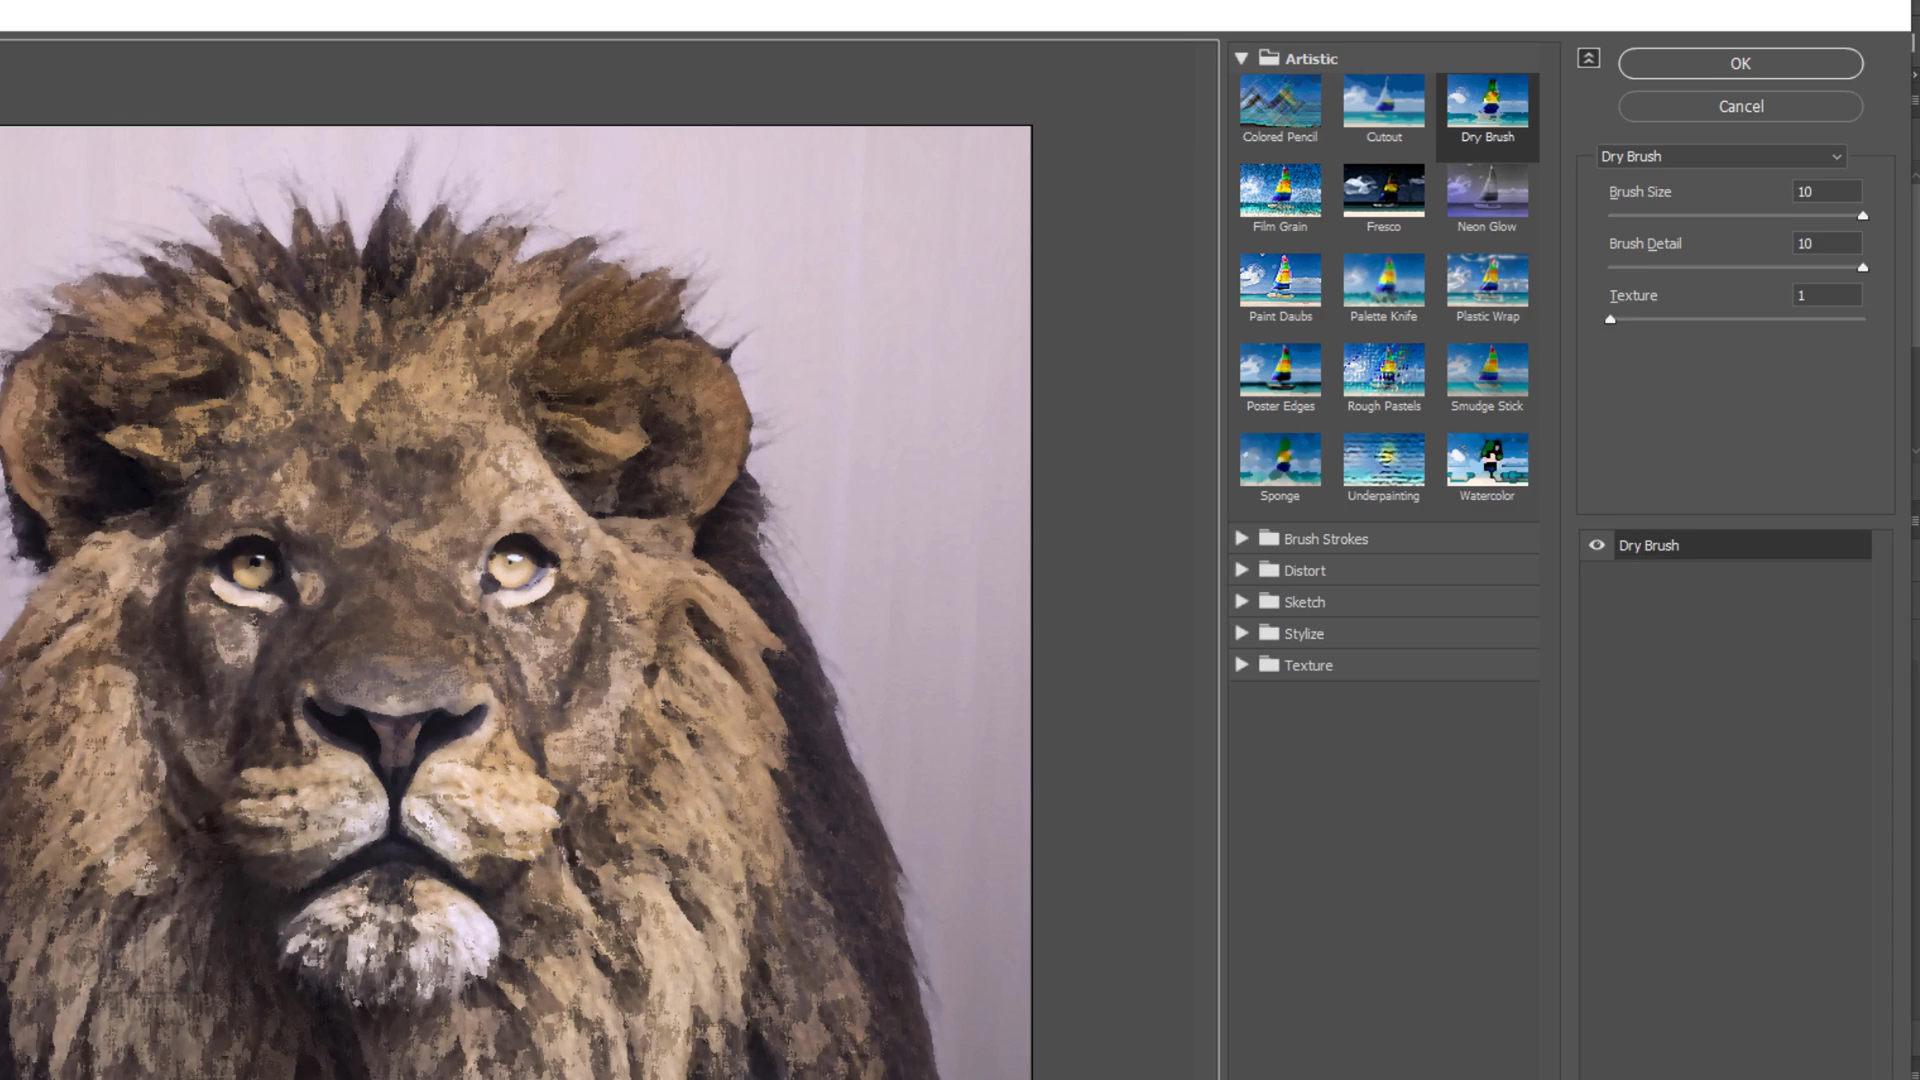 Artistic
Colored Pencil
Cutout
Dry Brush
Film Grain
Fresco
Neon Glow
Paint Daubs
Palette Knife
Plastic Wrap
Poster Edges
Rough Pastels
Smudge Stick
Sponge
Underpainting
Watercolor
Brush Strokes
Distort
Sketch
Stylize
Texture
OK
Cancel
Dry Brush
Brush Size 10
Brush Detail 10
Texture 1
Dry Brush